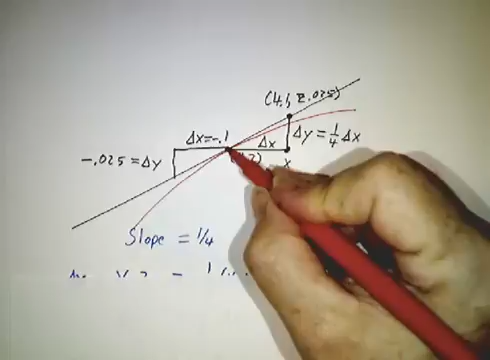 (4.1, 2.025)
Δx=-.1
Δx
Δy = 1/4 Δx
-.025 = Δy
x
Slope = 1/4